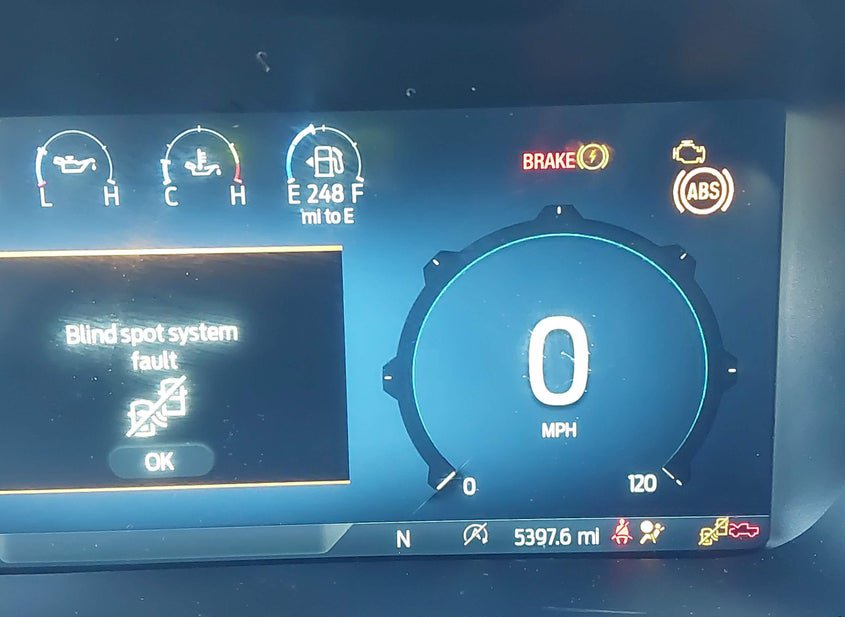 BRAKE
ABS
L H
C H
E 248 F
mi to E
Blind spot system
fault
OK
0
MPH
0 120
N 5397.6 mi